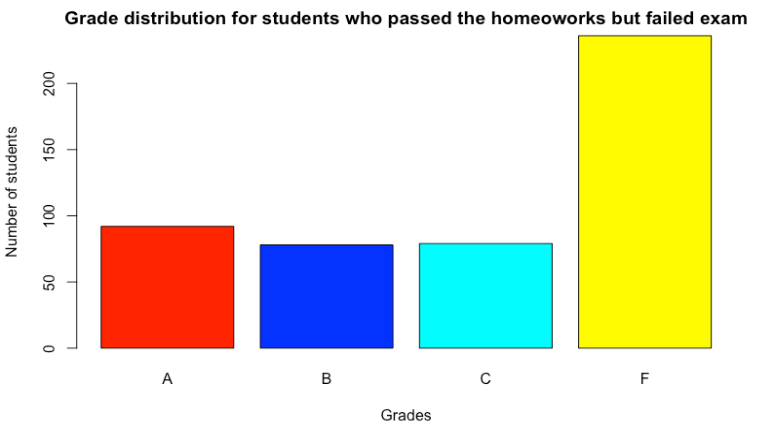 Grade distribution for students who passed the homeoworks but failed exam
Number of students
200
150
100
50
0
A B C F
Grades